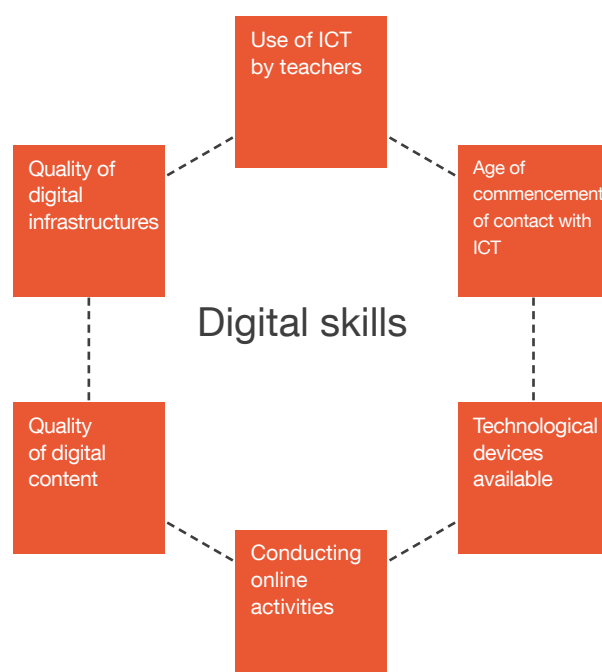 Use of ICT
by teachers
Quality of
digital
infrastructures
Age of
commencement
of contact with
ICT
Digital skills
Quality
of digital
content
Technological
devices
available
Conducting
online
activities